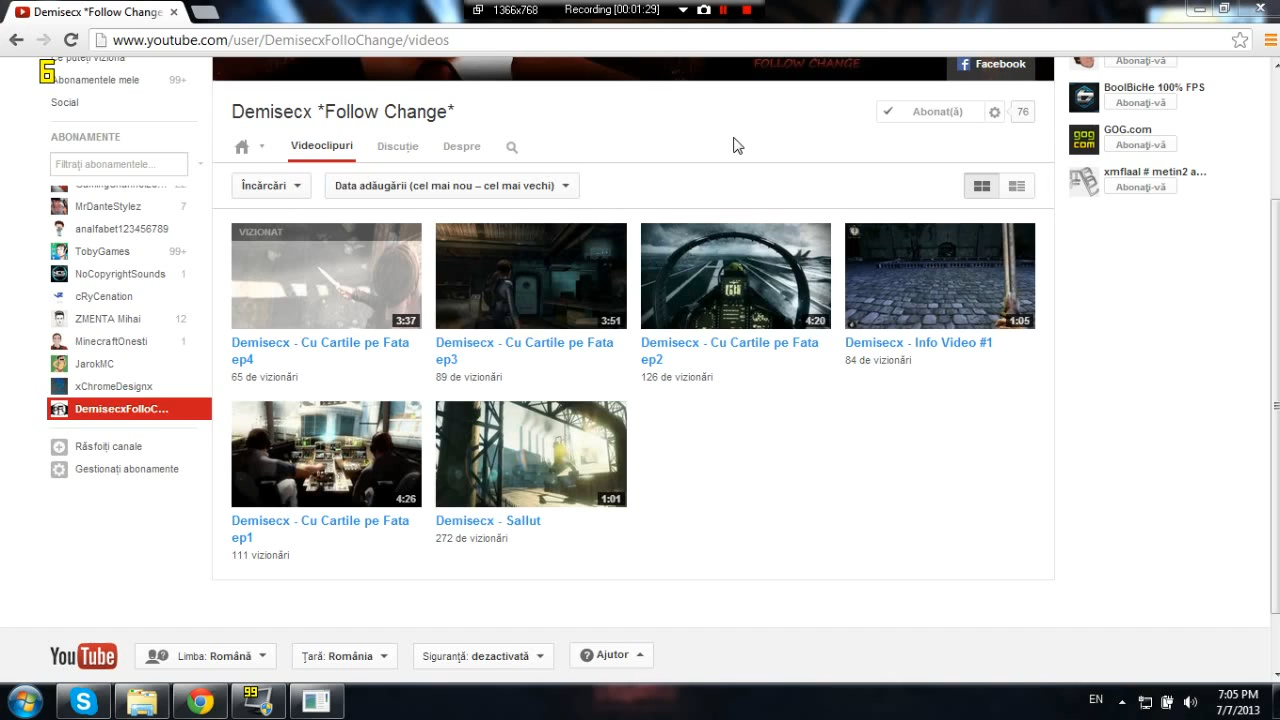 1366x768 Recording [00:01:29]
Demisecx *Follow Change
www.youtube.com/user/DemisecxFolloChange/videos
6
Ce puteți viziona
Abonamentele mele 99+
Social
ABONAMENTE
Filtrați abonamentele...
MrDanteStylez 7
analfabet123456789
TobyGames 99+
NoCopyrightSounds 1
cRyCenation
ZMENTA Mihai 12
MinecraftOnesti 1
JarokMC
xChromeDesignx
DemisecxFolloC...
Răsfoiți canale
Gestionați abonamente
FOLLOW CHANGE
Facebook
Demisecx *Follow Change*
Abonat(ă) 76
Videoclipuri Discuție Despre
Încărcări Data adăugării (cel mai nou – cel mai vechi)
VIZIONAT
3:37
Demisecx - Cu Cartile pe Fata
ep4
65 de vizionări
3:51
Demisecx - Cu Cartile pe Fata
ep3
89 de vizionări
4:20
Demisecx - Cu Cartile pe Fata
ep2
126 de vizionări
1:05
Demisecx - Info Video #1
84 de vizionări
4:26
Demisecx - Cu Cartile pe Fata
ep1
111 vizionări
1:01
Demisecx - Sallut
272 de vizionări
Abonați-vă
BoolBicHe 100% FPS
Abonați-vă
GOG.com
Abonați-vă
gog
com
xmflaal # metin2 a...
Abonați-vă
YouTube
Limba: Română
Țară: România
Siguranță: dezactivată
Ajutor
99
EN
7:05 PM
7/7/2013